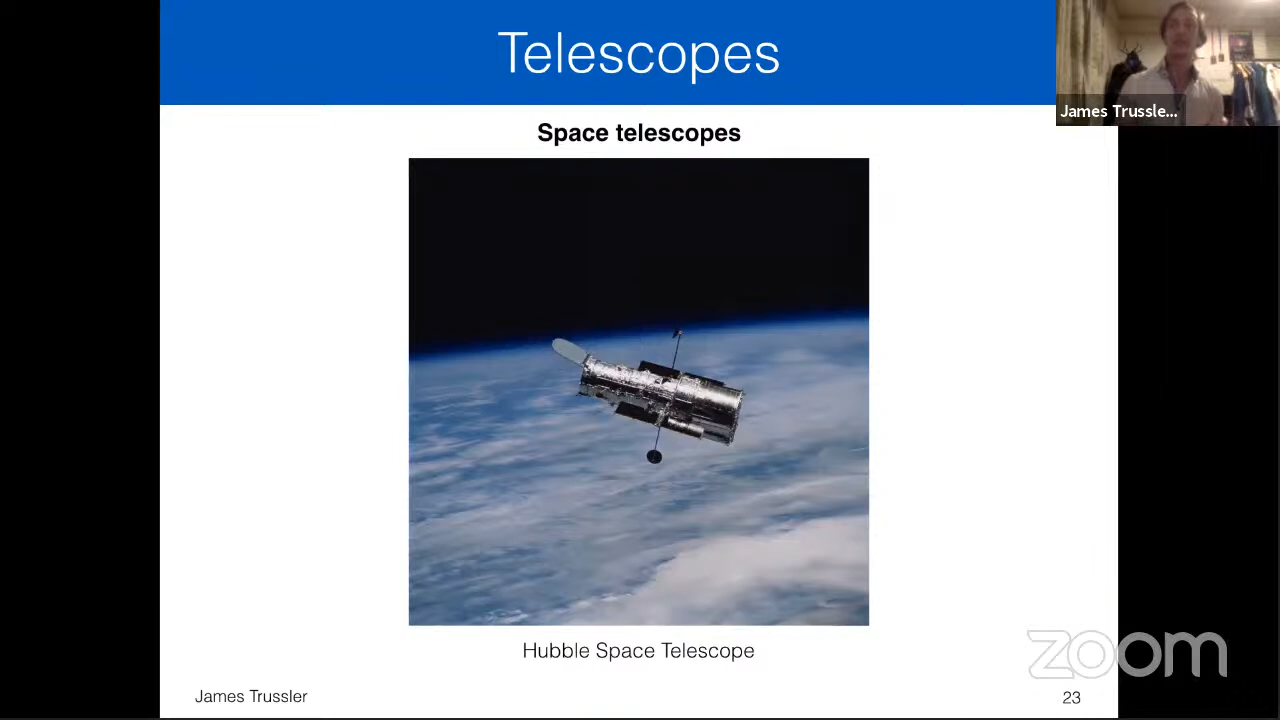 Telescopes
James Trussle...
Space telescopes
Hubble Space Telescope
zoom
James Trussler
23